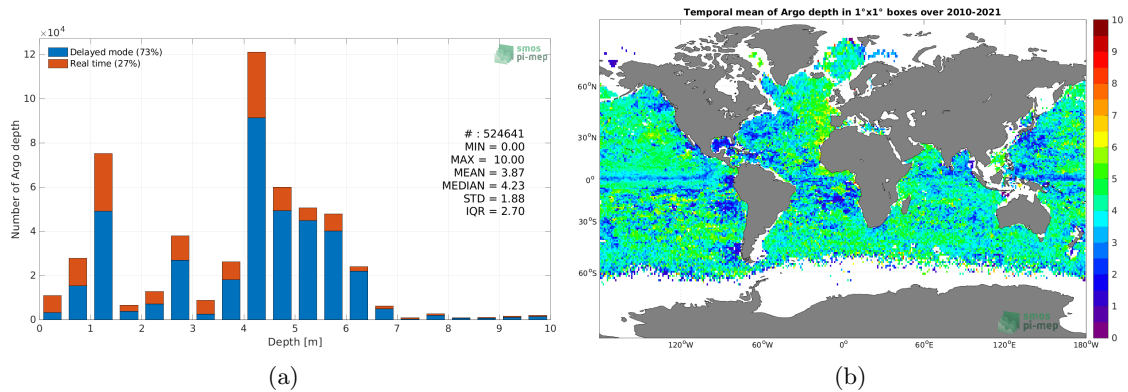 ×10⁴
12
10
8
6
4
2
0
Number of Argo depth
Delayed mode (73%)
Real time (27%)
smos
pi-mep
# : 524641
MIN = 0.00
MAX = 10.00
MEAN = 3.87
MEDIAN = 4.23
STD = 1.88
IQR = 2.70
0 1 2 3 4 5 6 7 8 9 10
Depth [m]
(a)
Temporal mean of Argo depth in 1°x1° boxes over 2010-2021
60°N
30°N
0°
30°S
60°S
120°W 60°W 0° 60°E 120°E 180°W
smos
pi-mep
10
9
8
7
6
5
4
3
2
1
0
(b)